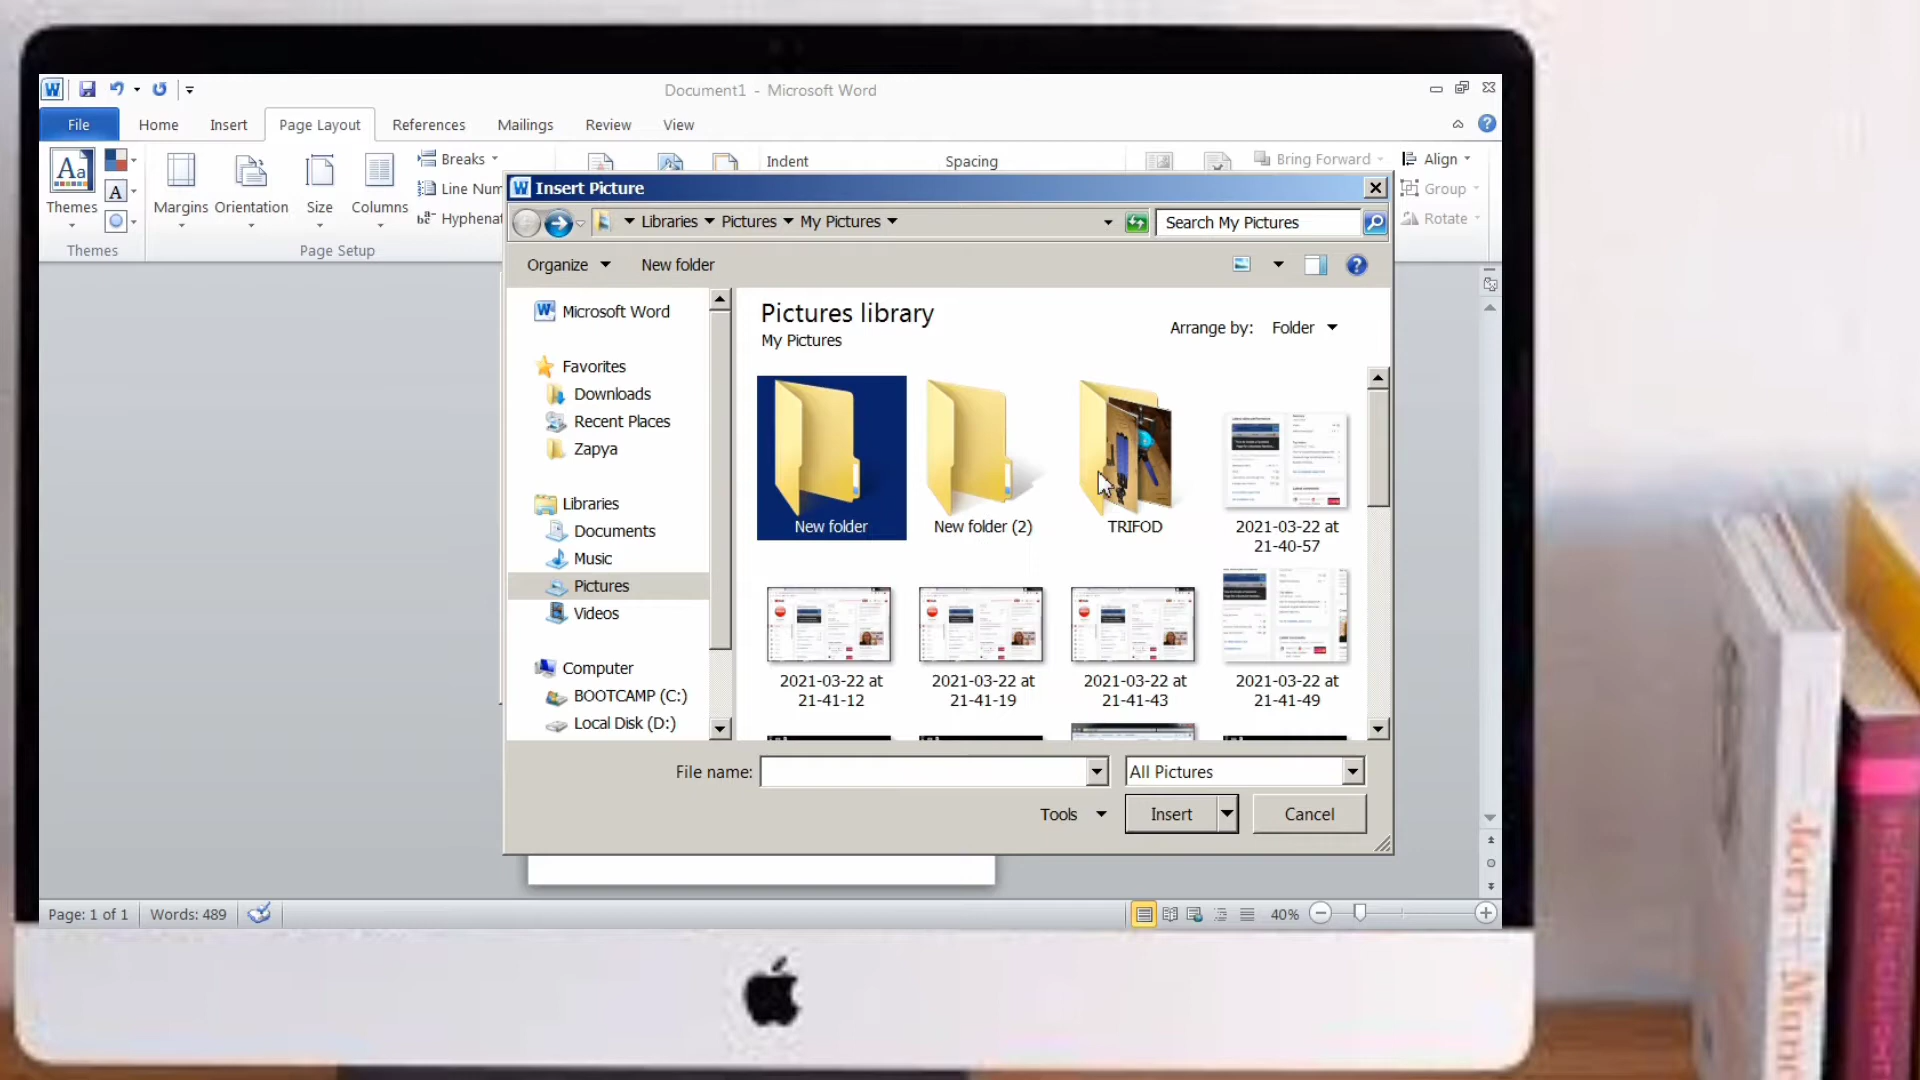 Document1 - Microsoft Word
File Home Insert Page Layout References Mailings Review View
Breaks Indent Spacing Bring Forward Align
Line Num Group
Themes Margins Orientation Size Columns Hyphenat Rotate
Themes Page Setup
Insert Picture
Libraries Pictures My Pictures Search My Pictures
Organize New folder
Microsoft Word
Favorites
Downloads
Recent Places
Zapya
Libraries
Documents
Music
Pictures
Videos
Computer
BOOTCAMP (C:)
Local Disk (D:)
Pictures library
My Pictures
Arrange by: Folder
New folder
New folder (2)
TRIFOD
2021-03-22 at
21-40-57
2021-03-22 at
21-41-12
2021-03-22 at
21-41-19
2021-03-22 at
21-41-43
2021-03-22 at
21-41-49
File name: All Pictures
Tools Insert Cancel
Page: 1 of 1 Words: 489 40%